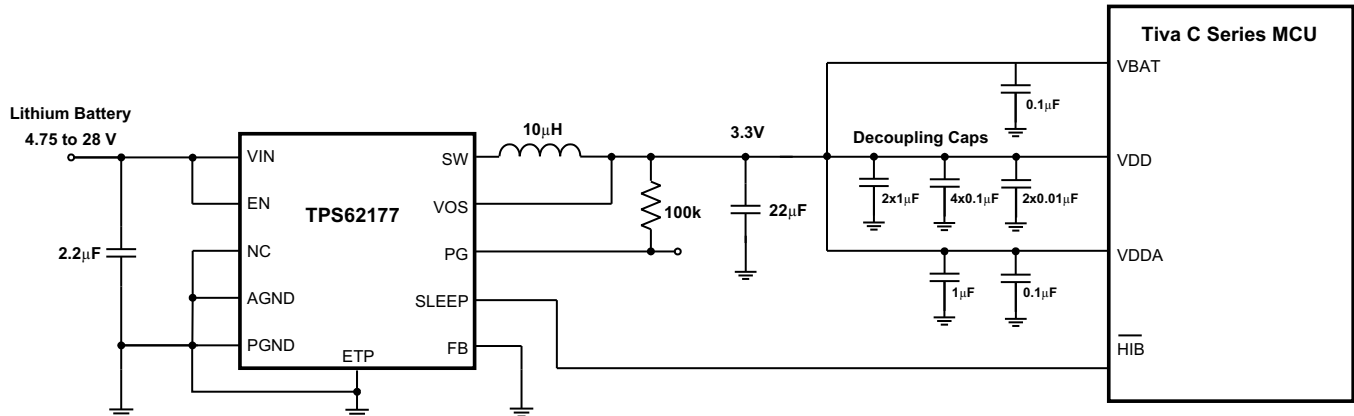 Tiva C Series MCU
VBAT
0.1μF
Lithium Battery
4.75 to 28 V
10μH
3.3V
Decoupling Caps
VIN
SW
VDD
EN
TPS62177
VOS
100k
22μF
2x1μF
4x0.1μF
2x0.01μF
2.2μF
NC
PG
VDDA
AGND
SLEEP
1μF
0.1μF
PGND
ETP
FB
HIB